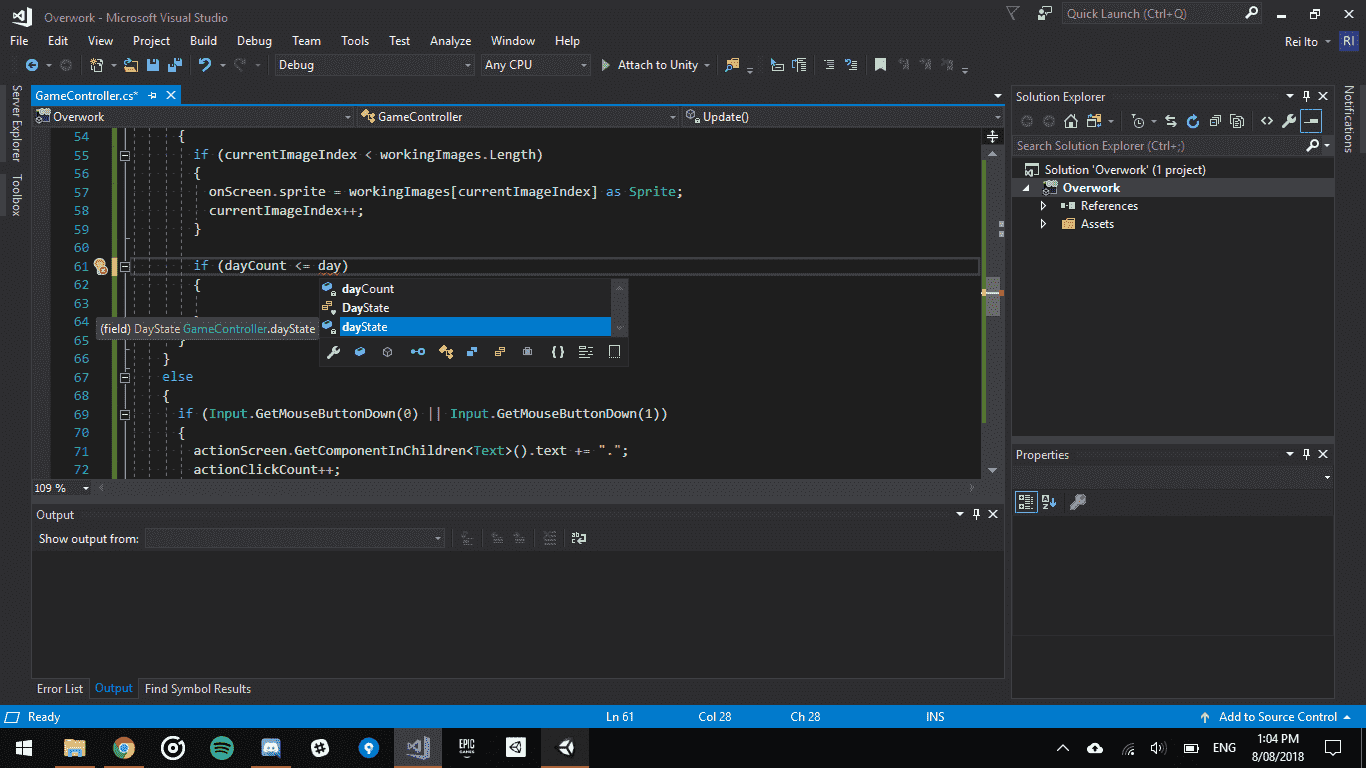 Overwork - Microsoft Visual Studio
Quick Launch (Ctrl+Q)
File Edit View Project Build Debug Team Tools Test Analyze Window Help
Rei Ito RI
Debug Any CPU Attach to Unity
Server Explorer
Toolbox
GameController.cs*
Overwork GameController Update()
54 {
55 if (currentImageIndex < workingImages.Length)
56 {
57 onScreen.sprite = workingImages[currentImageIndex] as Sprite;
58 currentImageIndex++;
59 }
60
61 if (dayCount <= day)
62 {
63
64
65 }
66 }
67 else
68 {
69 if (Input.GetMouseButtonDown(0) || Input.GetMouseButtonDown(1))
70 {
71 actionScreen.GetComponentInChildren<Text>().text += ".";
72 actionClickCount++;
dayCount
DayState
dayState
(field) DayState GameController.dayState
109 %
Output
Show output from:
Error List Output Find Symbol Results
Solution Explorer
Search Solution Explorer (Ctrl+;)
Solution 'Overwork' (1 project)
Overwork
References
Assets
Properties
Notifications
Ready Ln 61 Col 28 Ch 28 INS Add to Source Control
EPIC
GAMES
ENG
1:04 PM
8/08/2018